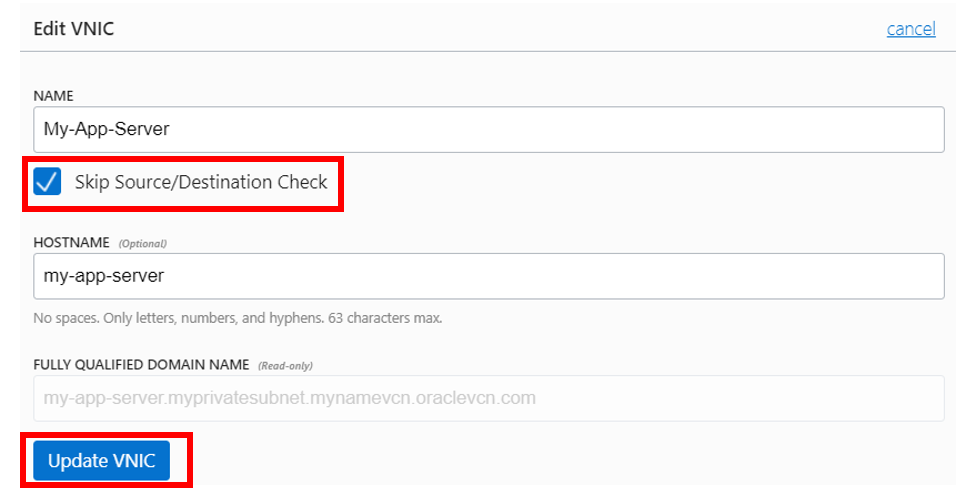 Edit VNIC cancel
NAME
My-App-Server
Skip Source/Destination Check
HOSTNAME (Optional)
my-app-server
No spaces. Only letters, numbers, and hyphens. 63 characters max.
FULLY QUALIFIED DOMAIN NAME (Read-only)
my-app-server.myprivatesubnet.mynamevcn.oraclevcn.com
Update VNIC